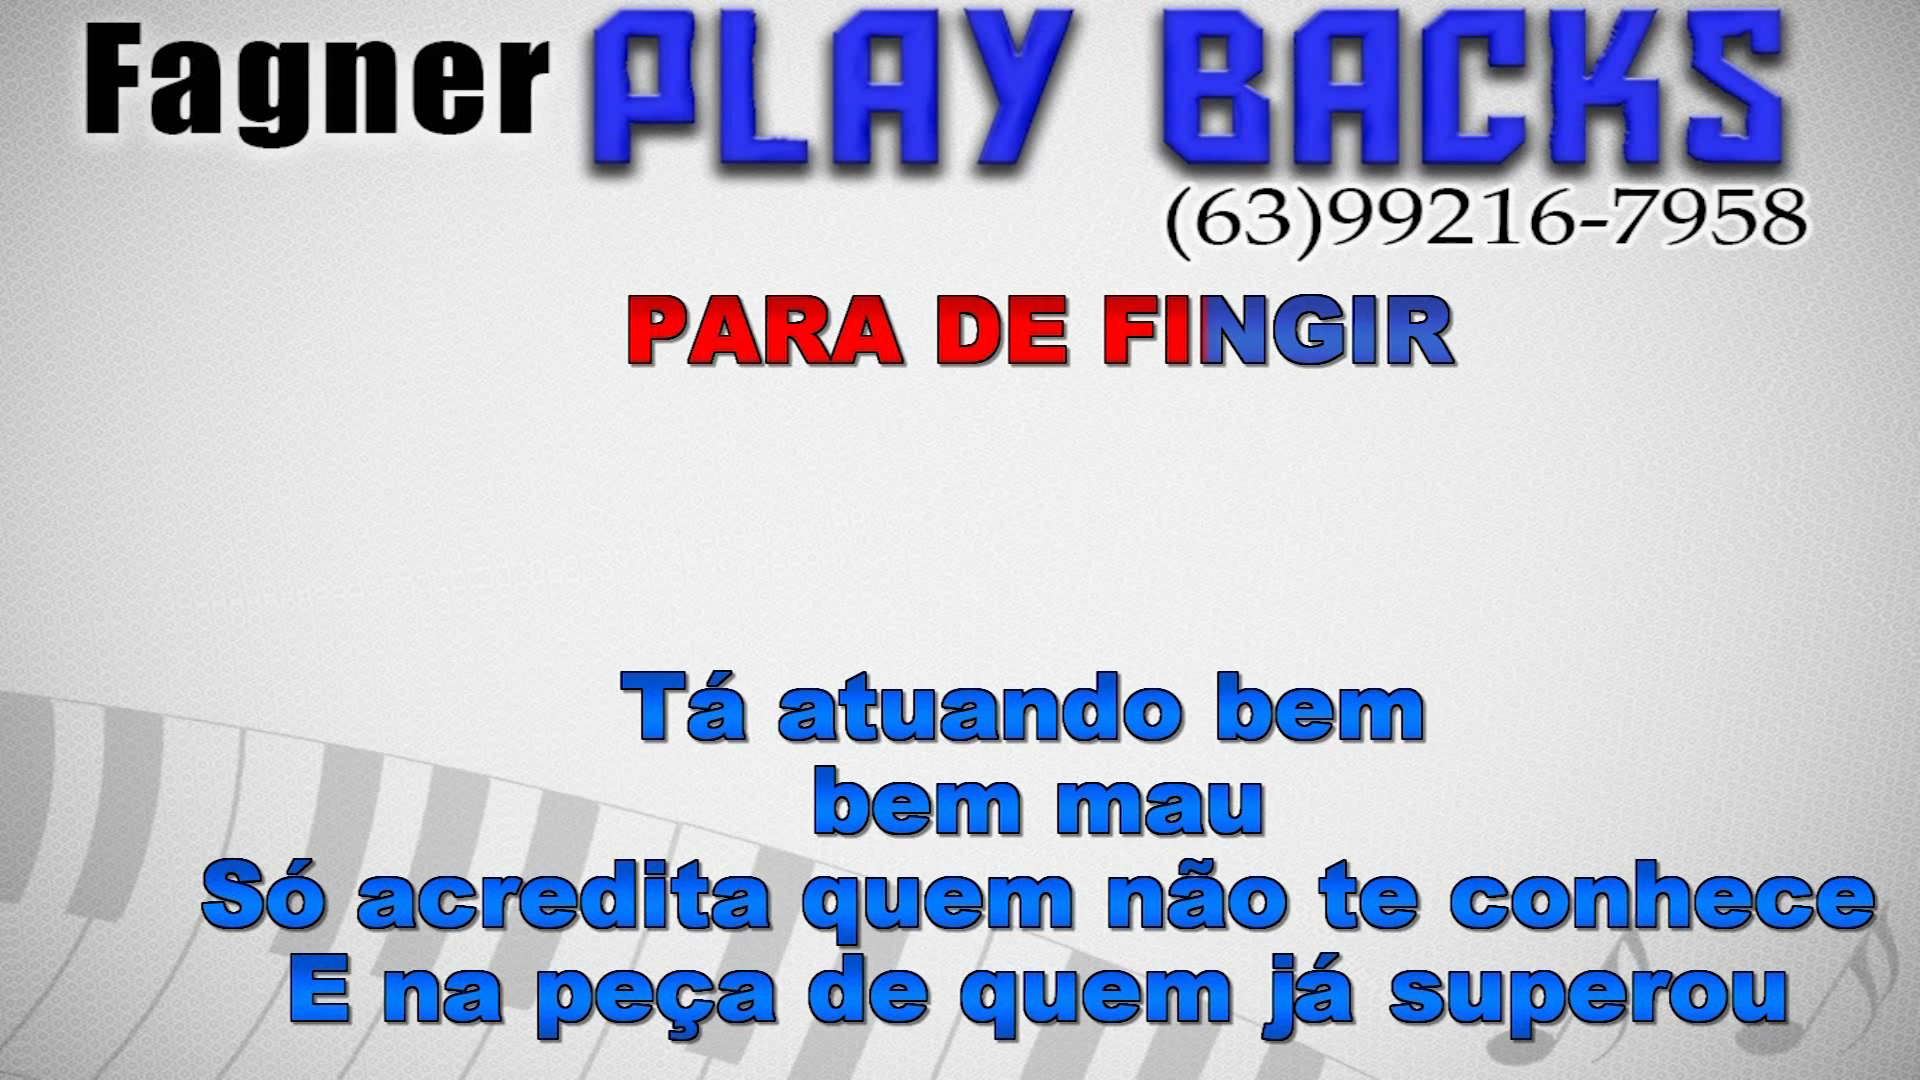 Fagner PLAY BACKS
(63)99216-7958
PARA DE FINGIR
Tá atuando bem
bem mau
Só acredita quem não te conhece
E na peça de quem já superou